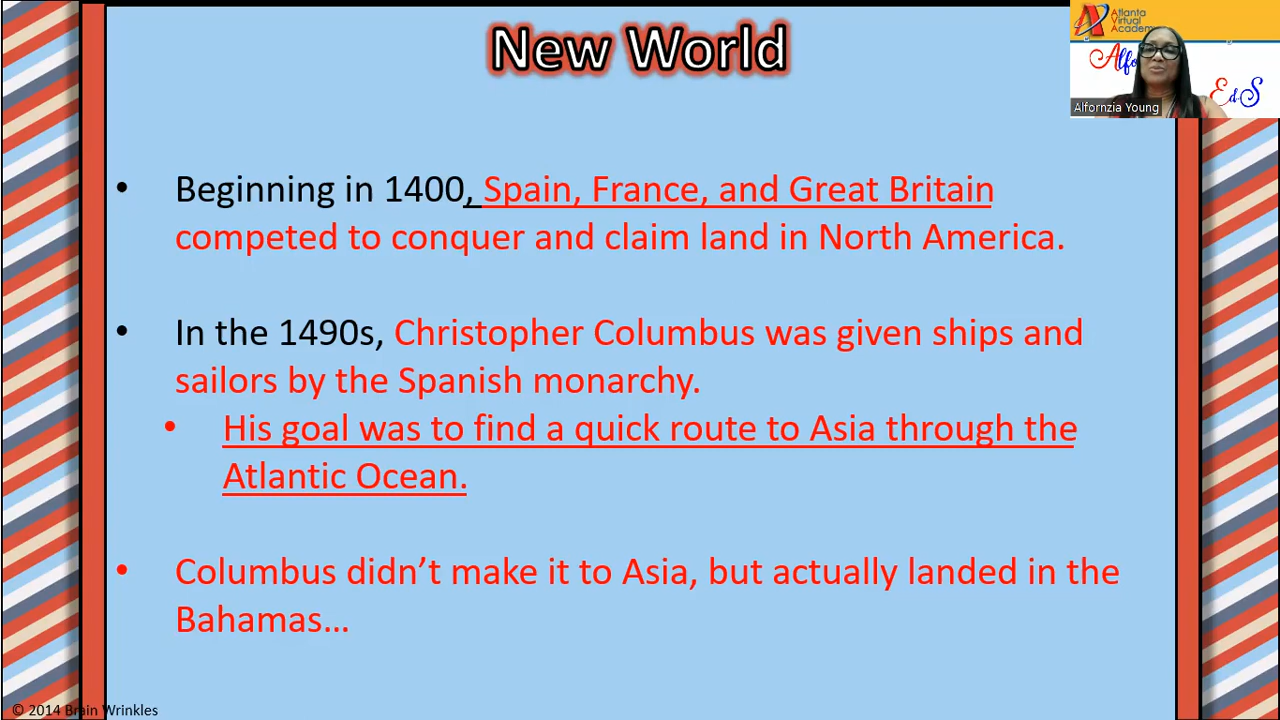 New World
Atlanta
Virtual
Academy
Alfo
EdS
Alfornzia Young
• Beginning in 1400, Spain, France, and Great Britain
competed to conquer and claim land in North America.
• In the 1490s, Christopher Columbus was given ships and
sailors by the Spanish monarchy.
• His goal was to find a quick route to Asia through the
Atlantic Ocean.
• Columbus didn’t make it to Asia, but actually landed in the
Bahamas…
© 2014 Brain Wrinkles